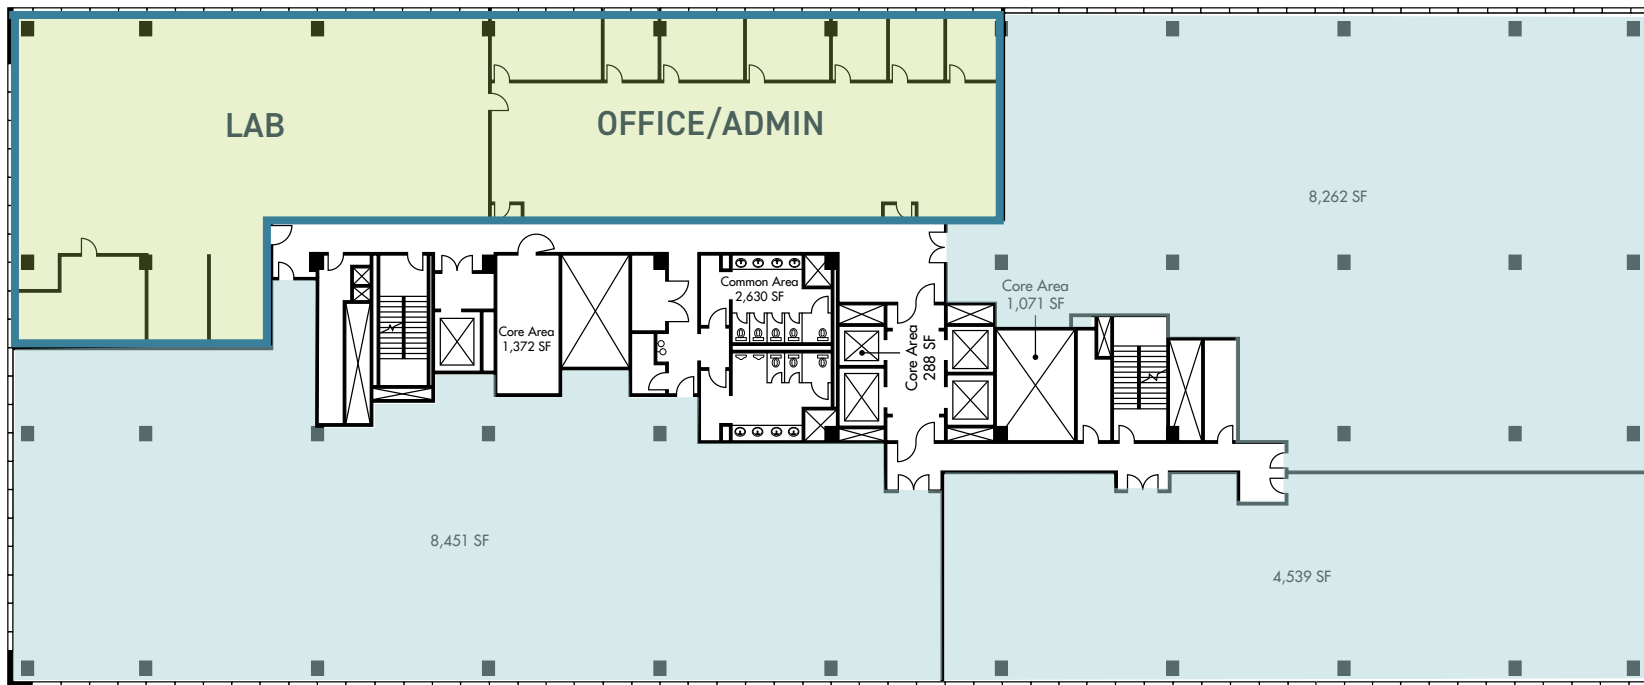 LAB
OFFICE/ADMIN
8,262 SF
Common Area
2,630 SF
Core Area
1,071 SF
Core Area
1,372 SF
Core Area
288 SF
8,451 SF
4,539 SF